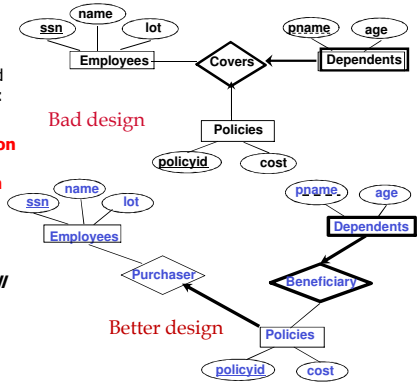 name
ssn
lot
pname
age
Employees
Covers
Dependents
d
:
Bad design
on
Policies
policyid
cost
n
name
ssn
lot
pname
age
Employees
Dependents
Purchaser
Beneficiary
Better design
Policies
policyid
cost